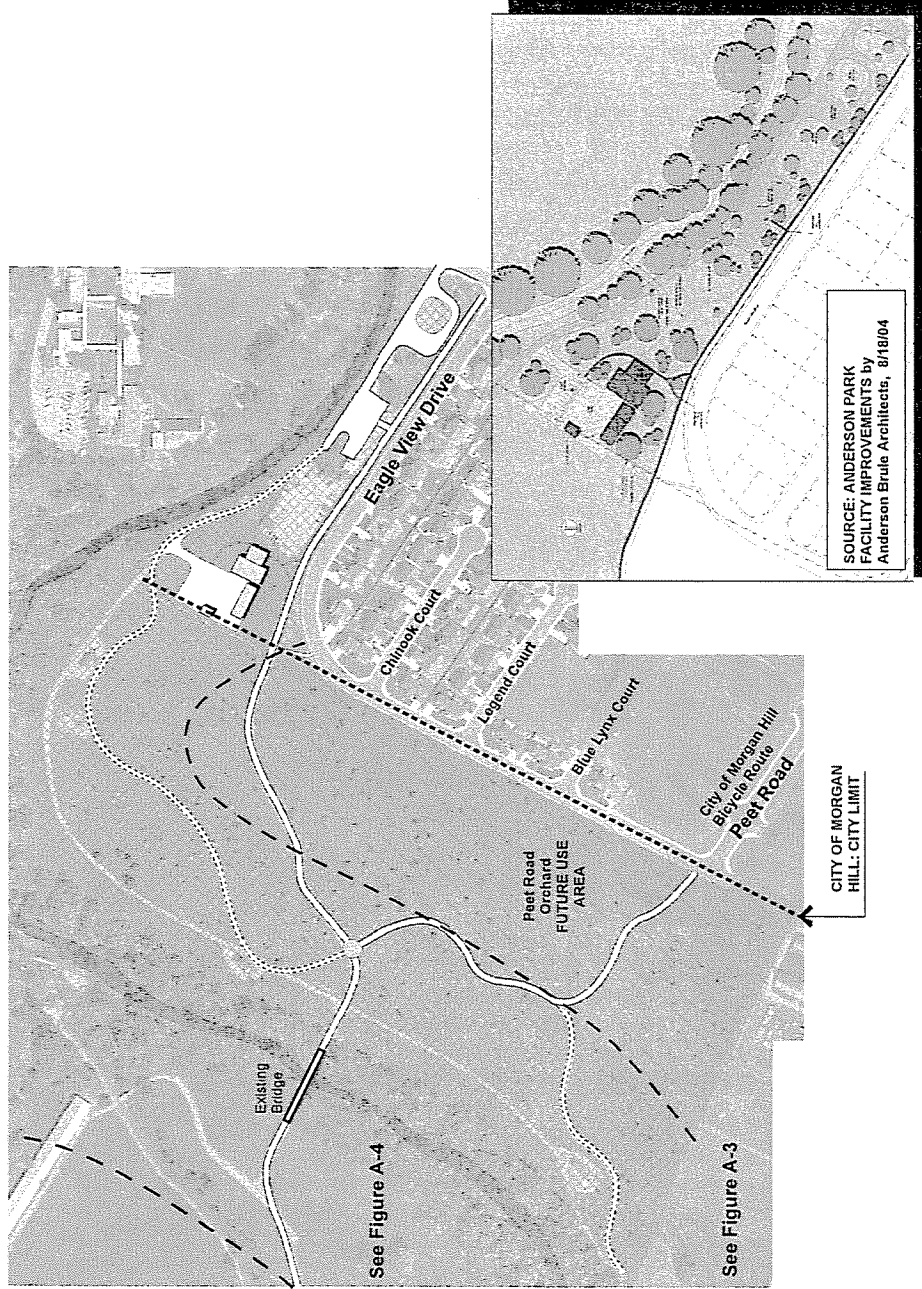 Eagle View Drive
Chinook Court
Legend Court
Blue Lynx Court
City of Morgan Hill
Bicycle Route
Peet Road
Peet Road
Orchard
FUTURE USE
AREA
Existing
Bridge
See Figure A-4
See Figure A-3
CITY OF MORGAN
HILL: CITY LIMIT
SOURCE: ANDERSON PARK
FACILITY IMPROVEMENTS by
Anderson Brule Architects, 8/18/04